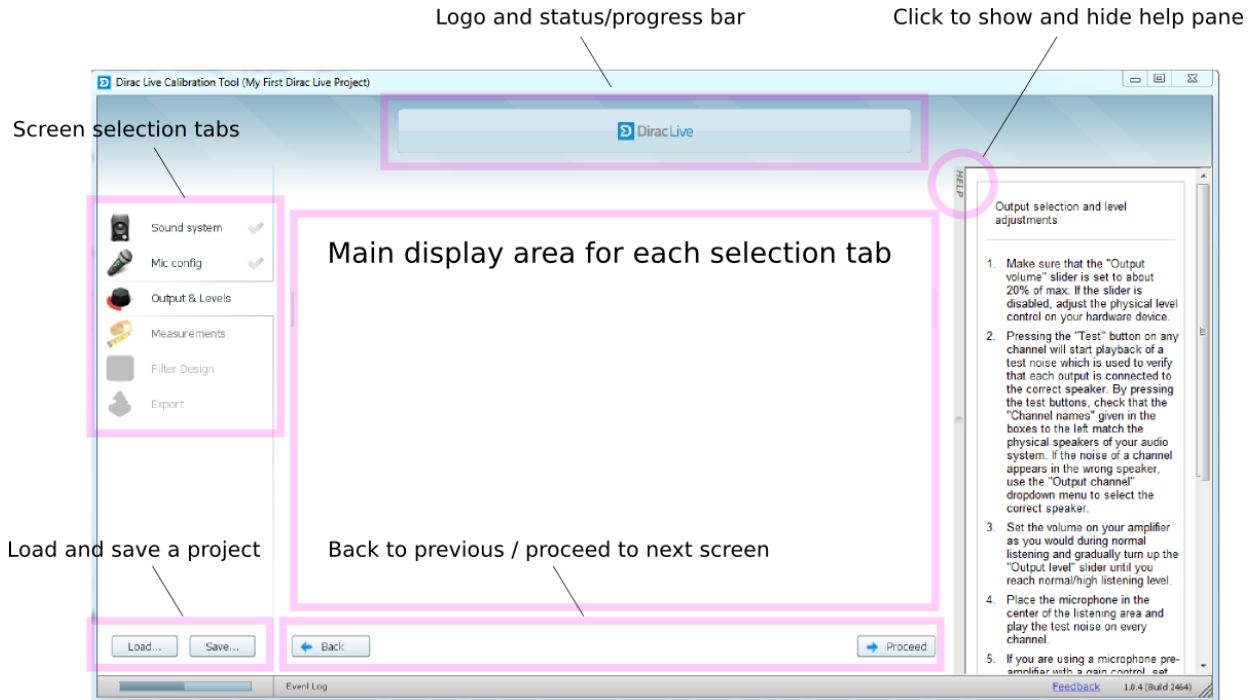 Logo and status/progress bar
Click to show and hide help pane
Dirac Live Calibration Tool (My First Dirac Live Project)
Screen selection tabs
Dirac Live
HELP
Sound system
Mic config
Output & Levels
Measurements
Filter Design
Export
Main display area for each selection tab
Output selection and level
adjustments
1. Make sure that the "Output
volume" slider is set to about
20% of max. If the slider is
disabled, adjust the physical level
control on your hardware device.
2. Pressing the "Test" button on any
channel will start playback of a
test noise which is used to verify
that each output is connected to
the correct speaker. By pressing
the test buttons, check that the
"Channel names" given in the
boxes to the left match the
physical speakers of your audio
system. If the noise of a channel
appears in the wrong speaker,
use the "Output channel"
dropdown menu to select the
correct speaker.
3. Set the volume on your amplifier
as you would during normal
listening and gradually turn up the
"Output level" slider until you
reach normal/high listening level.
4. Place the microphone in the
center of the listening area and
play the test noise on every
channel.
5. If you are using a microphone pre-
amplifier with a gain control, set
Load and save a project
Back to previous / proceed to next screen
Load...
Save...
Back
Proceed
Event Log
Feedback
1.0.4 (Build 2464)